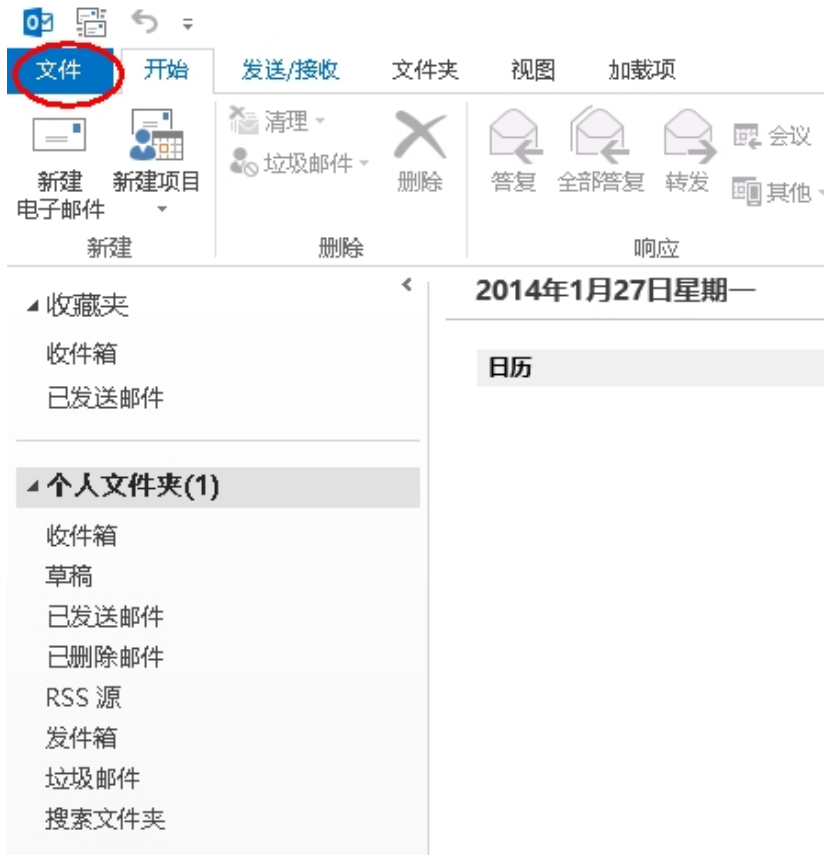 文件 开始 发送/接收 文件夹 视图 加载项
新建
电子邮件
新建项目
清理
垃圾邮件
删除
答复
全部答复
转发
会议
其他
新建 删除 响应
收藏夹
收件箱
已发送邮件
个人文件夹(1)
收件箱
草稿
已发送邮件
已删除邮件
RSS 源
发件箱
垃圾邮件
搜索文件夹
2014年1月27日星期一
日历